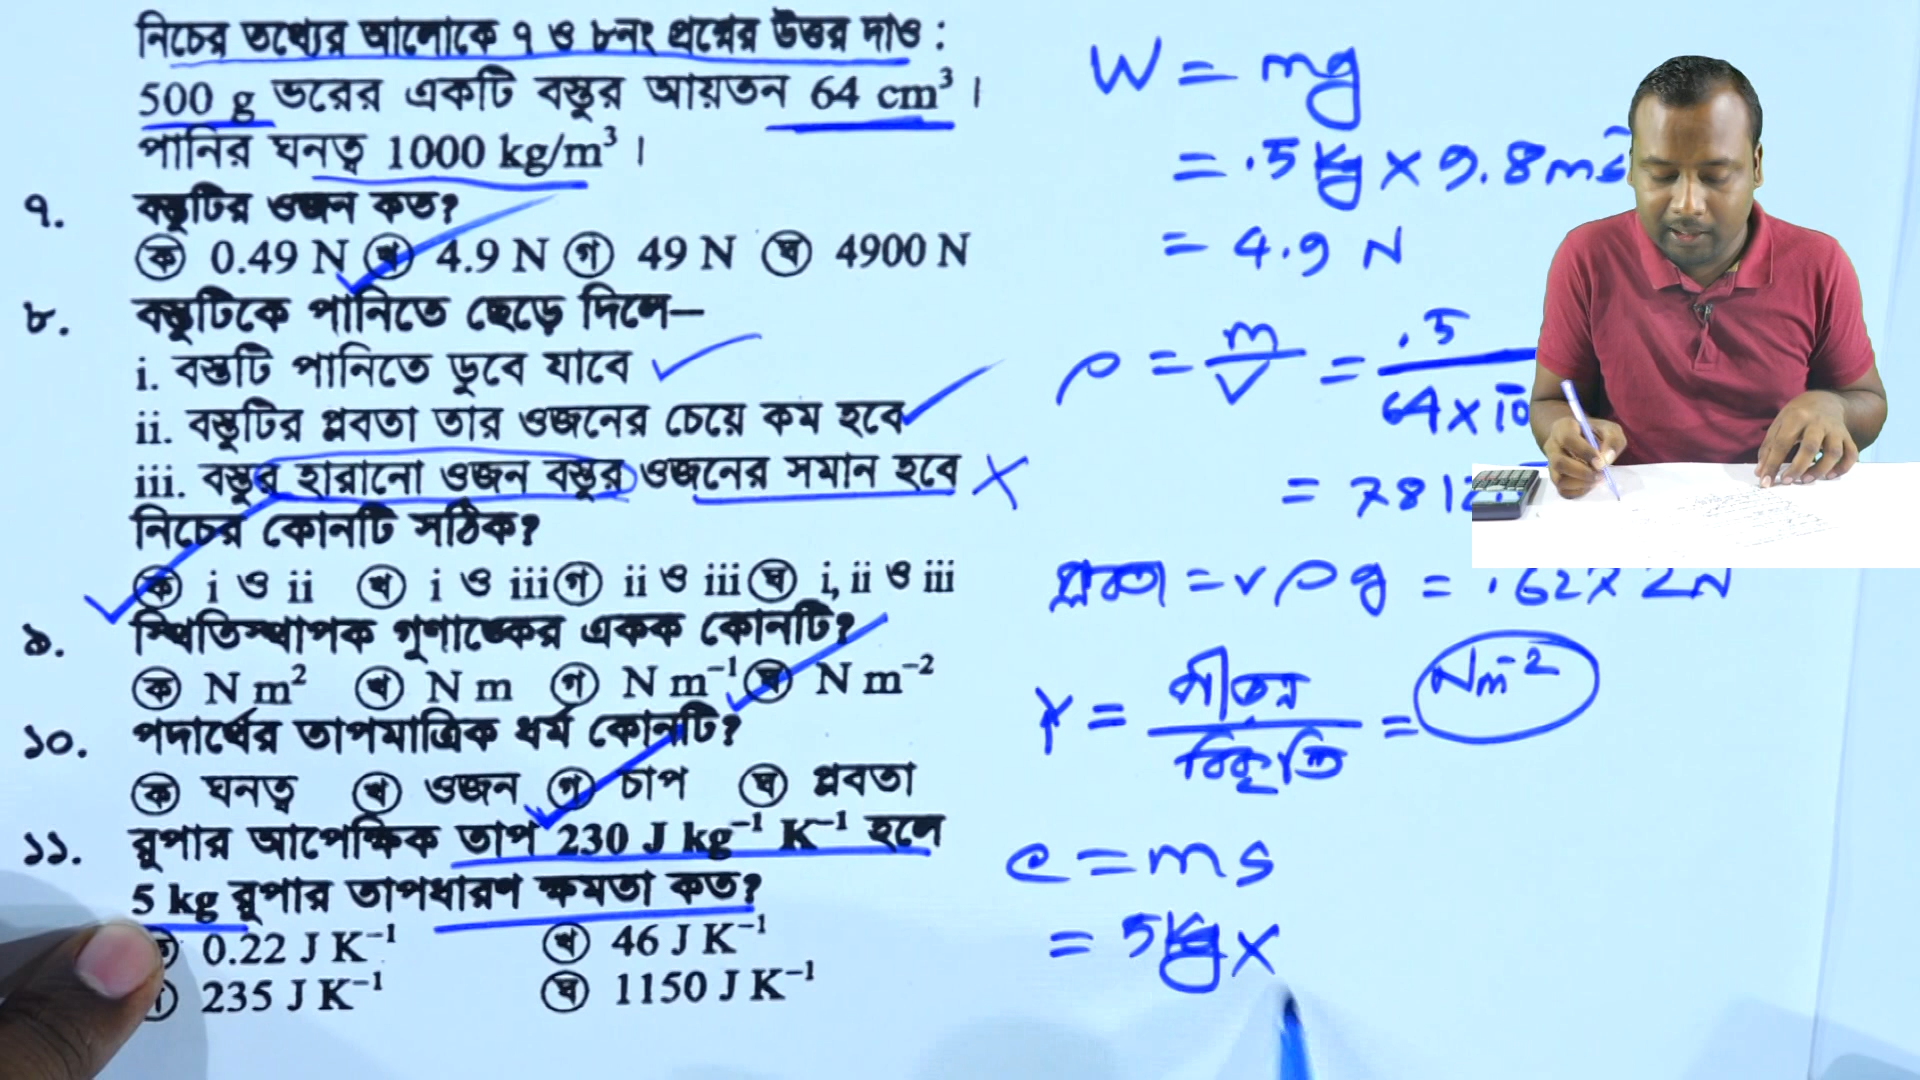 নিচের তথ্যের আলোকে ৭ ও ৮নং প্রশ্নের উত্তর দাও :
500 g ভরের একটি বস্তুর আয়তন 64 cm³ ।
পানির ঘনত্ব 1000 kg/m³ ।
৭. বস্তুটির ওজন কত?
ক 0.49 N খ 4.9 N গ 49 N ঘ 4900 N
৮. বস্তুটিকে পানিতে ছেড়ে দিলে—
i. বস্তুটি পানিতে ডুবে যাবে
ii. বস্তুটির প্লবতা তার ওজনের চেয়ে কম হবে
iii. বস্তুর হারানো ওজন বস্তুর ওজনের সমান হবে
নিচের কোনটি সঠিক?
ক i ও ii খ i ও iii গ ii ও iii ঘ i, ii ও iii
৯. স্থিতিস্থাপক গুণাঙ্কের একক কোনটি?
ক N m² খ N m গ N m⁻¹ ঘ N m⁻²
১০. পদার্থের তাপমাত্রিক ধর্ম কোনটি?
ক ঘনত্ব খ ওজন গ চাপ ঘ প্লবতা
১১. রুপার আপেক্ষিক তাপ 230 J kg⁻¹ K⁻¹ হলে
5 kg রুপার তাপধারণ ক্ষমতা কত?
0.22 J K⁻¹ খ 46 J K⁻¹
235 J K⁻¹ ঘ 1150 J K⁻¹
W = mg
= .5 kg × 9.8 m
= 4.9 N
ρ = m/V = .5 / 64 × 10
= 781
প্লবতা = v ρ g = .6272 N
Y = পীড়ন / বিকৃতি = Nm⁻²
C = ms
= 5 kg ×